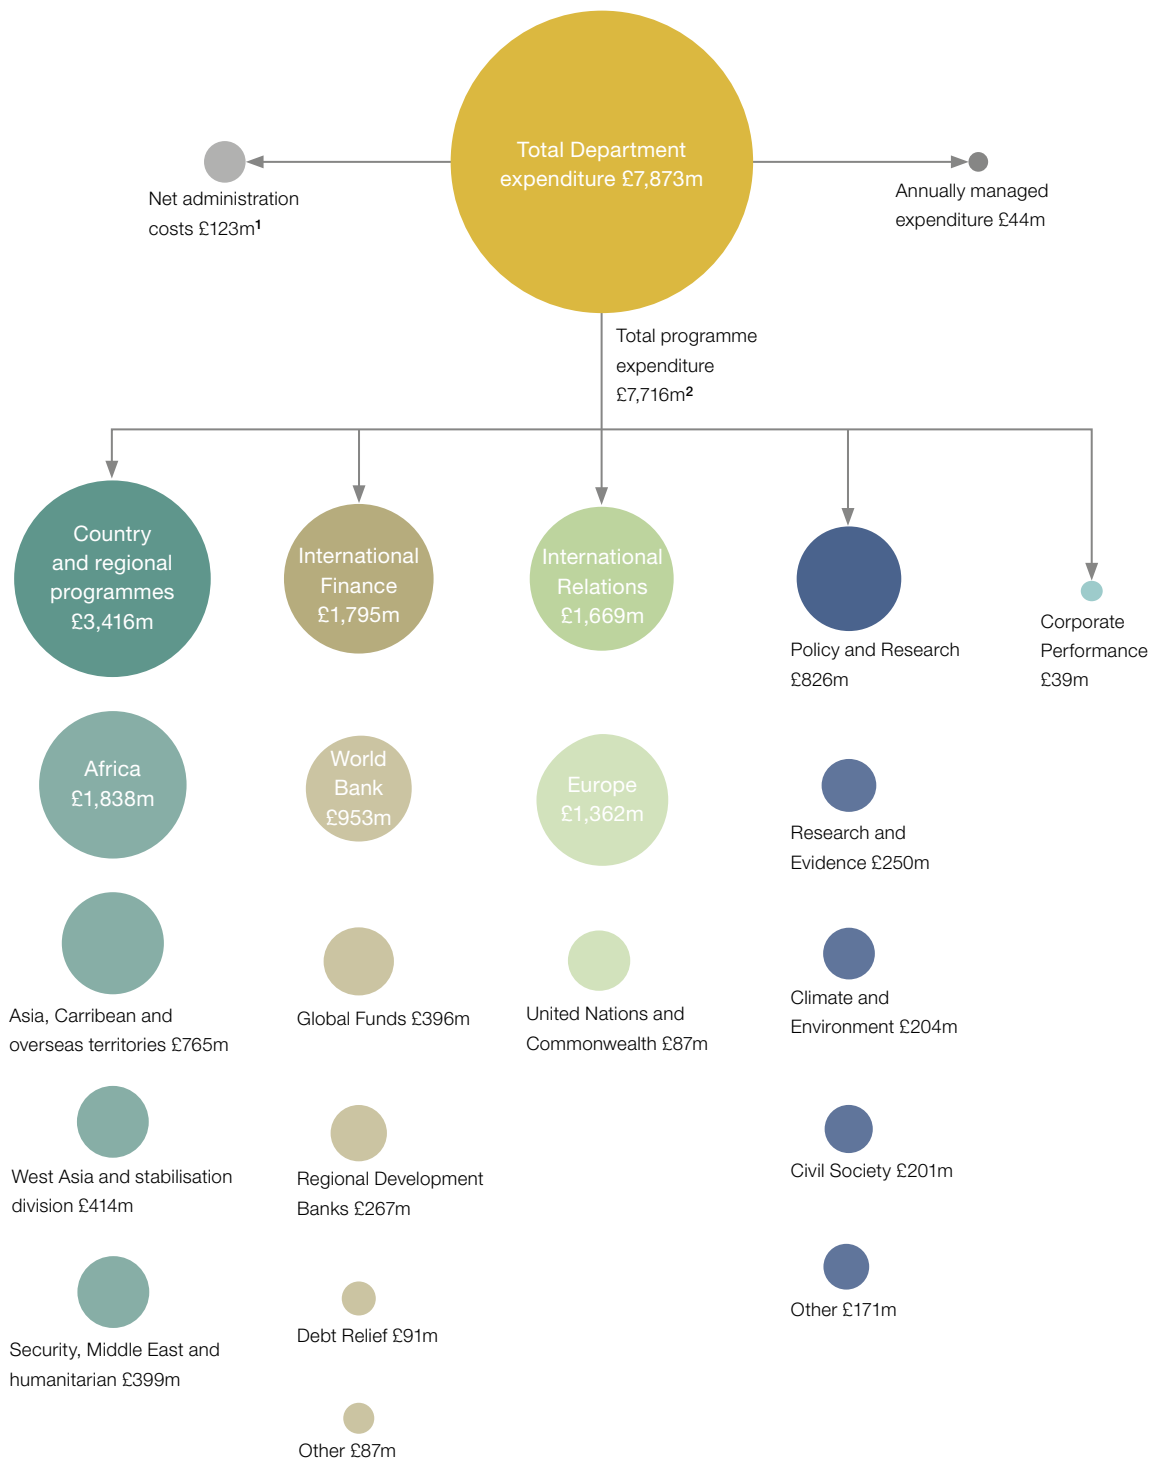 Total Department
expenditure £7,873m
Net administration
costs £123m1
Annually managed
expenditure £44m
Total programme
expenditure
£7,716m2
Country
and regional
programmes
£3,416m
International
Finance
£1,795m
International
Relations
£1,669m
Policy and Research
£826m
Corporate
Performance
£39m
Africa
£1,838m
World
Bank
£953m
Europe
£1,362m
Research and
Evidence £250m
Asia, Carribean and
overseas territories £765m
Global Funds £396m
United Nations and
Commonwealth £87m
Climate and
Environment £204m
West Asia and stabilisation
division £414m
Regional Development
Banks £267m
Civil Society £201m
Security, Middle East and
humanitarian £399m
Debt Relief £91m
Other £171m
Other £87m